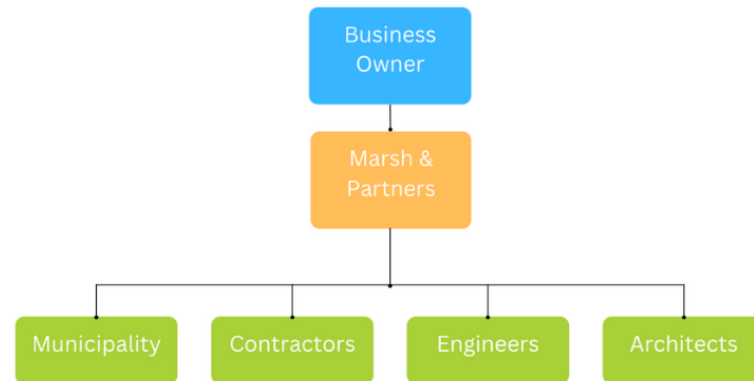 Business
Owner
Marsh &
Partners
Municipality
Contractors
Engineers
Architects